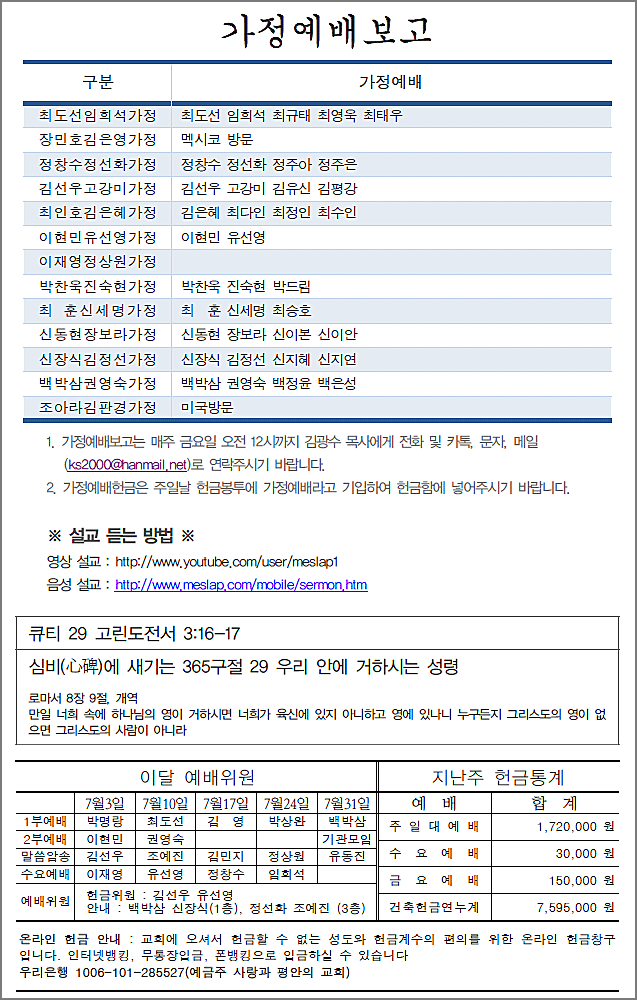 가정예배보고
구분 가정예배
최도선임희석가정 최도선 임희석 최규태 최영욱 최태우
장민호김은영가정 멕시코 방문
정창수정선화가정 정창수 정선화 정주아 정주은
김선우고강미가정 김선우 고강미 김유신 김평강
최인호김은혜가정 김은혜 최다인 최정인 최수인
이현민유선영가정 이현민 유선영
이재영정상원가정
박찬욱진숙현가정 박찬욱 진숙현 박드림
최 훈신세명가정 최 훈 신세명 최승호
신동현장보라가정 신동현 장보라 신이본 신이안
신장식김정선가정 신장식 김정선 신지혜 신지연
백박삼권영숙가정 백박삼 권영숙 백정윤 백은성
조아라김판경가정 미국방문
1. 가정예배보고는 매주 금요일 오전 12시까지 김광수 목사에게 전화 및 카톡, 문자, 메일
(ks2000@hanmail.net)로 연락주시기 바랍니다.
2. 가정예배헌금은 주일날 헌금봉투에 가정예배라고 기입하여 헌금함에 넣어주시기 바랍니다.
※ 설교 듣는 방법 ※
영상 설교 : http://www.youtube.com/user/meslap1
음성 설교 : http://www.meslap.com/mobile/sermon.htm
큐티 29 고린도전서 3:16-17
심비(心碑)에 새기는 365구절 29 우리 안에 거하시는 성령
로마서 8장 9절, 개역
만일 너희 속에 하나님의 영이 거하시면 너희가 육신에 있지 아니하고 영에 있나니 누구든지 그리스도의 영이 없
으면 그리스도의 사람이 아니라
이달 예배위원
7월3일 7월10일 7월17일 7월24일 7월31일
1부예배 박명랑 최도선 김 영 박상완 백박삼
2부예배 이현민 권영숙 기관모임
말씀암송 김선우 조예진 김민지 정상원 유동진
수요예배 이재영 유선영 정창수 임희석
예배위원 헌금위원 : 김선우 유선영
안내 : 백박삼 신장식(1층), 정선화 조예진 (3층)
지난주 헌금통계
예 배 합 계
주 일 대 예 배 1,720,000 원
수 요 예 배 30,000 원
금 요 예 배 150,000 원
건축헌금연누계 7,595,000 원
온라인 헌금 안내 : 교회에 오셔서 헌금할 수 없는 성도와 헌금계수의 편의를 위한 온라인 헌금창구
입니다. 인터넷뱅킹, 무통장입금, 폰뱅킹으로 입금하실 수 있습니다
우리은행 1006-101-285527(예금주 사랑과 평안의 교회)